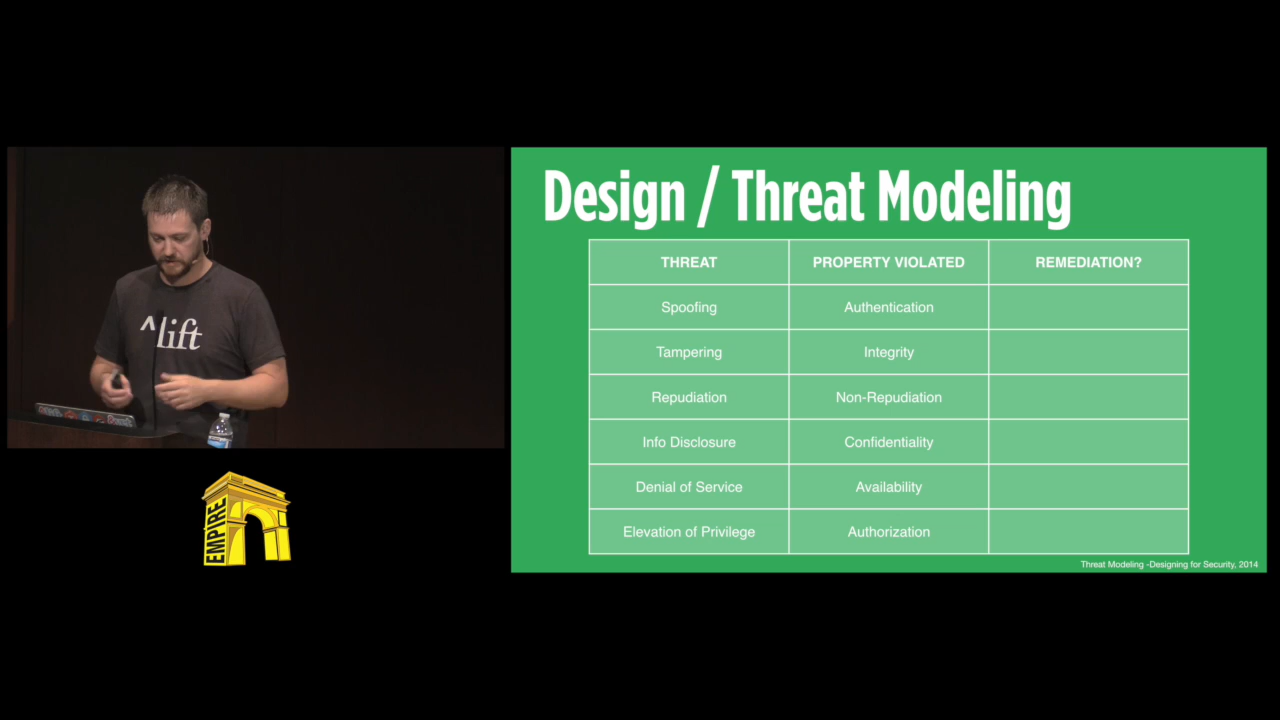 ^lift
EMPIRE
Design / Threat Modeling
THREAT PROPERTY VIOLATED REMEDIATION?
Spoofing Authentication
Tampering Integrity
Repudiation Non-Repudiation
Info Disclosure Confidentiality
Denial of Service Availability
Elevation of Privilege Authorization
Threat Modeling -Designing for Security, 2014